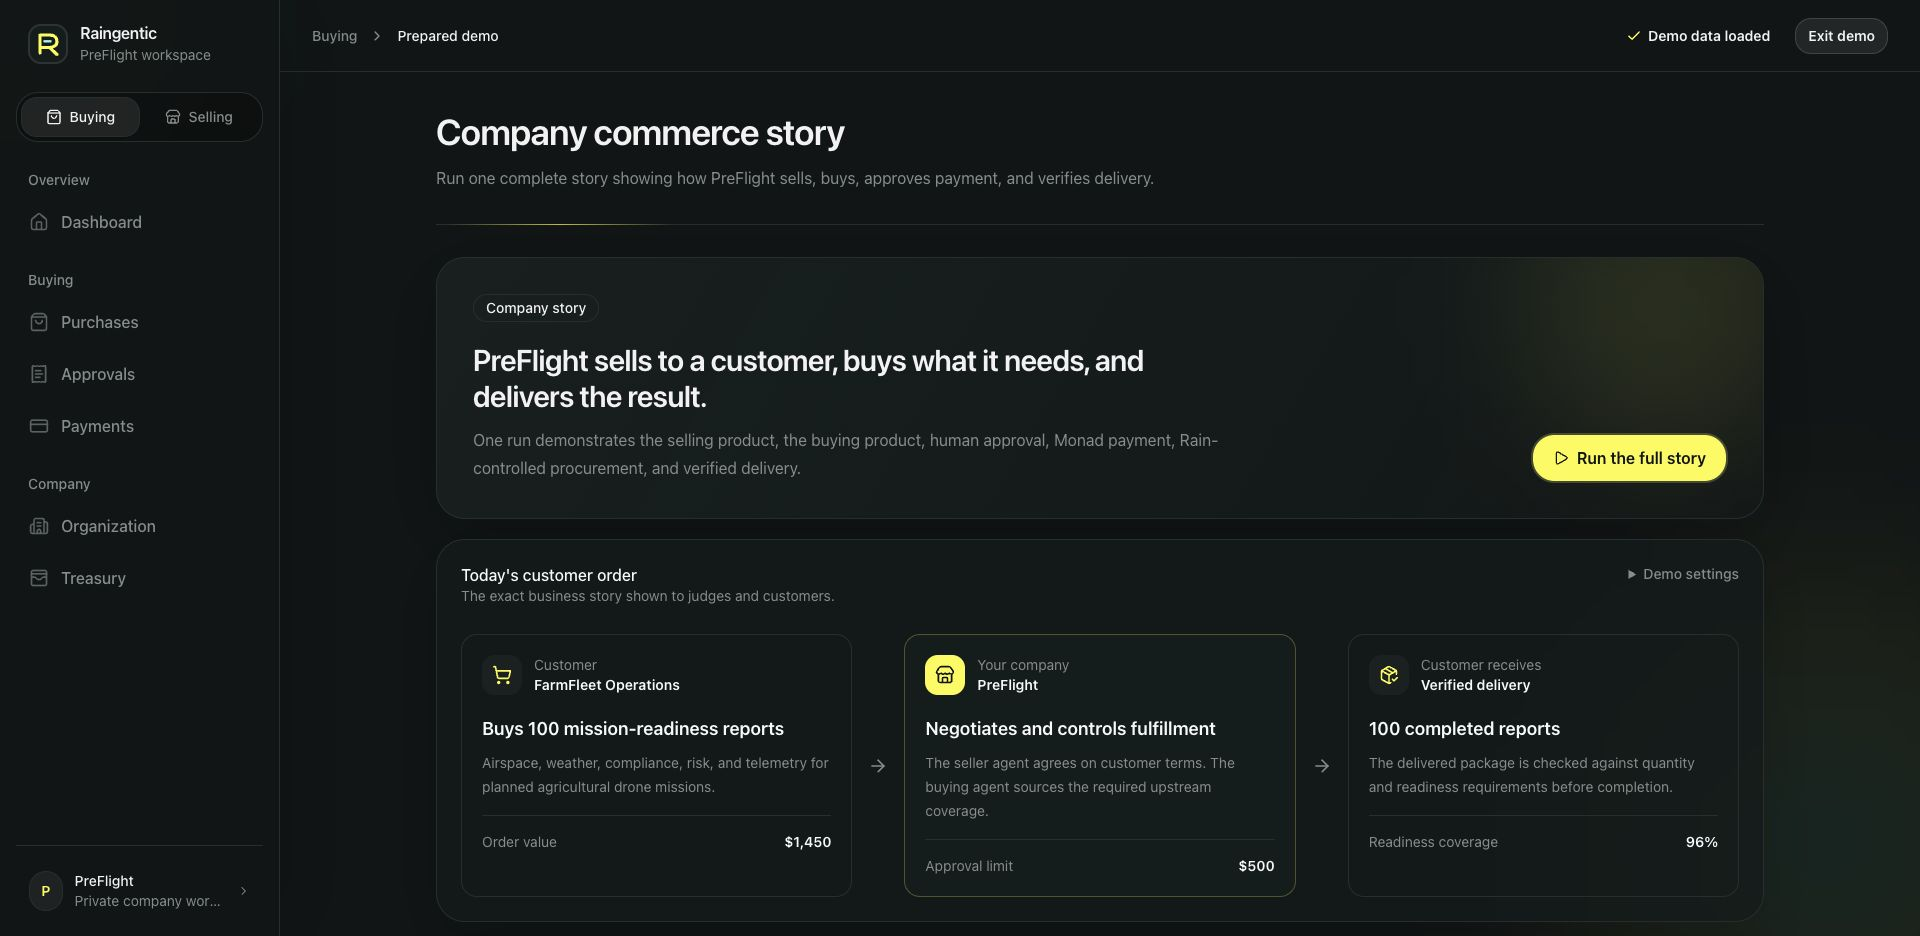 Raingentic
PreFlight workspace
Buying
Selling
Overview
Dashboard
Buying
Purchases
Approvals
Payments
Company
Organization
Treasury
P
PreFlight
Private company wor...
Buying
Prepared demo
Demo data loaded
Exit demo
Company commerce story
Run one complete story showing how PreFlight sells, buys, approves payment, and verifies delivery.
Company story
PreFlight sells to a customer, buys what it needs, and
delivers the result.
One run demonstrates the selling product, the buying product, human approval, Monad payment, Rain-
controlled procurement, and verified delivery.
Run the full story
Today's customer order
The exact business story shown to judges and customers.
Demo settings
Customer
FarmFleet Operations
Buys 100 mission-readiness reports
Airspace, weather, compliance, risk, and telemetry for
planned agricultural drone missions.
Order value
$1,450
Your company
PreFlight
Negotiates and controls fulfillment
The seller agent agrees on customer terms. The
buying agent sources the required upstream
coverage.
Approval limit
$500
Customer receives
Verified delivery
100 completed reports
The delivered package is checked against quantity
and readiness requirements before completion.
Readiness coverage
96%